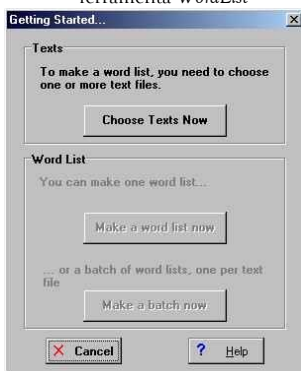 ferramenta WordList
Getting Started...
Texts
To make a word list, you need to choose
one or more text files.
Choose Texts Now
Word List
You can make one word list...
Make a word list now
... or a batch of word lists, one per text
file
Make a batch now
Cancel
? Help